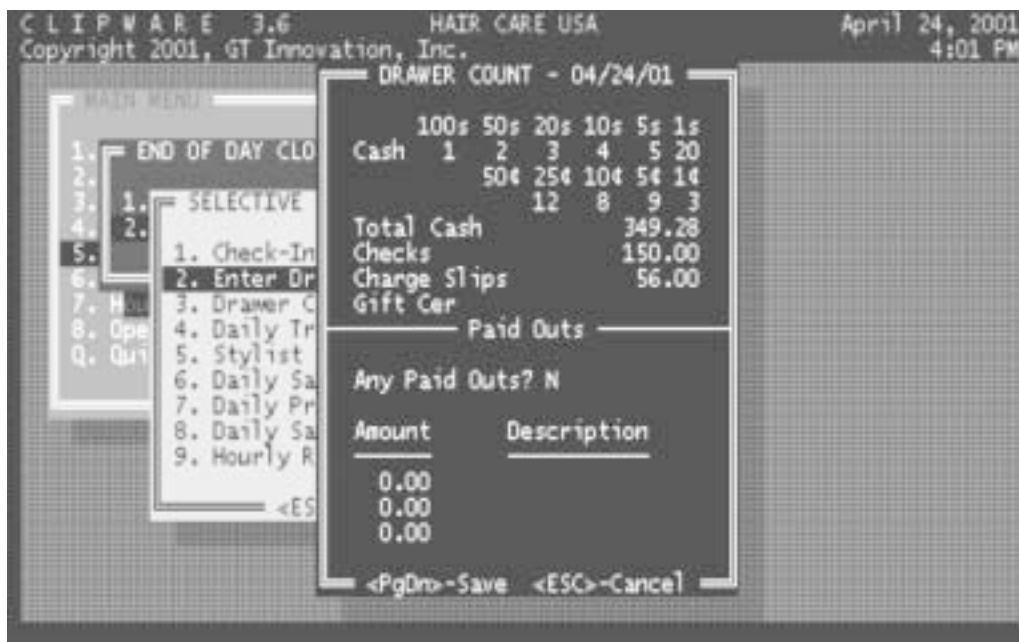 C L I P W A R E 3.6 HAIR CARE USA April 24, 2001
Copyright 2001, GT Innovation, Inc. 4:01 PM
MAIN MENU
1.
2.
3.
4.
5.
6.
7. H
8. Ope
Q. Qui
END OF DAY CLO
1.
2.
SELECTIVE
1. Check-In
2. Enter Dr
3. Drawer C
4. Daily Tr
5. Stylist
6. Daily Sa
7. Daily Pr
8. Daily Sa
9. Hourly R
<ES
DRAWER COUNT - 04/24/01
100s 50s 20s 10s 5s 1s
Cash 1 2 3 4 5 20
50¢ 25¢ 10¢ 5¢ 1¢
12 8 9 3
Total Cash 349.28
Checks 150.00
Charge Slips 56.00
Gift Cer
Paid Outs
Any Paid Outs? N
Amount Description
0.00
0.00
0.00
<PgDn>-Save <ESC>-Cancel